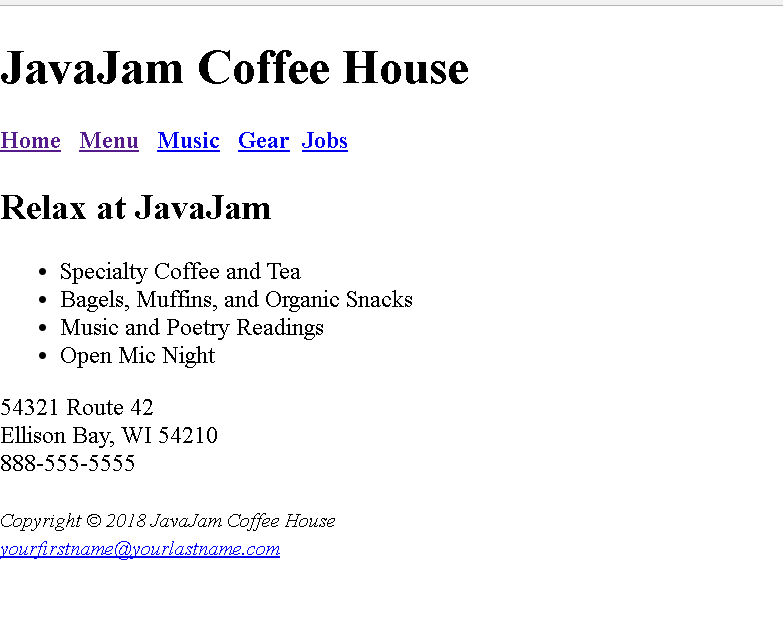 JavaJam Coffee House
Home Menu Music Gear Jobs
Relax at JavaJam
• Specialty Coffee and Tea
• Bagels, Muffins, and Organic Snacks
• Music and Poetry Readings
• Open Mic Night
54321 Route 42
Ellison Bay, WI 54210
888-555-5555
Copyright © 2018 JavaJam Coffee House
yourfirstname@yourlastname.com